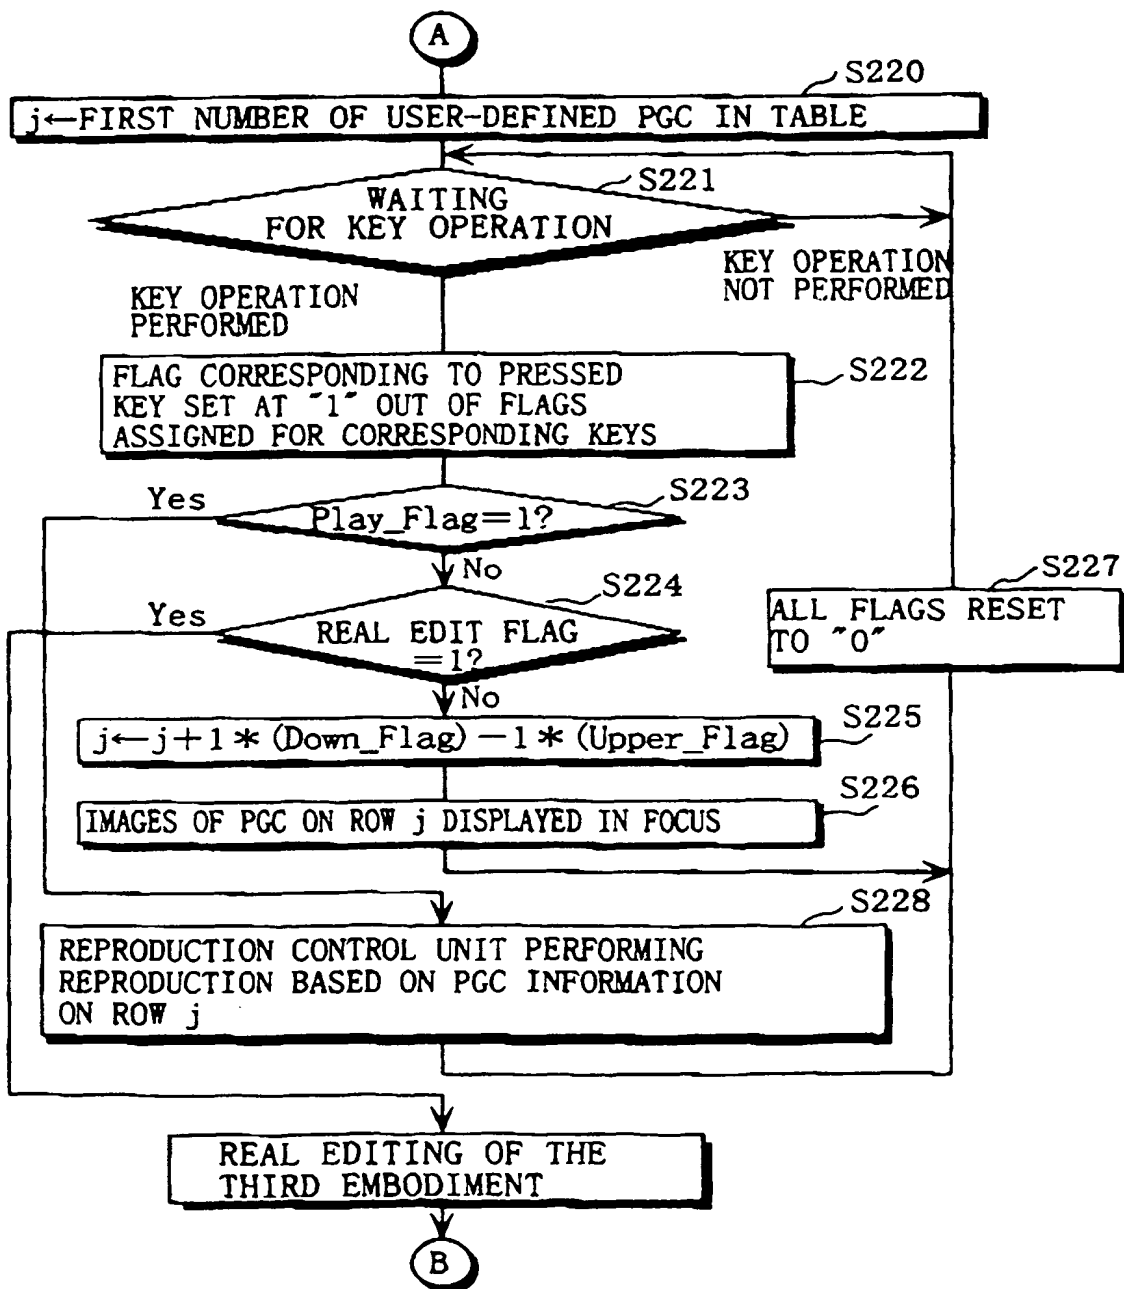 A
S220
j←FIRST NUMBER OF USER-DEFINED PGC IN TABLE
S221
WAITING
FOR KEY OPERATION
KEY OPERATION
NOT PERFORMED
KEY OPERATION
PERFORMED
S222
FLAG CORRESPONDING TO PRESSED
KEY SET AT "1" OUT OF FLAGS
ASSIGNED FOR CORRESPONDING KEYS
S223
Yes
Play_Flag=1?
No
S224
S227
Yes
REAL EDIT FLAG
=1?
ALL FLAGS RESET
TO "0"
No
S225
j←j+1*(Down_Flag)-1*(Upper_Flag)
S226
IMAGES OF PGC ON ROW j DISPLAYED IN FOCUS
S228
REPRODUCTION CONTROL UNIT PERFORMING
REPRODUCTION BASED ON PGC INFORMATION
ON ROW j
REAL EDITING OF THE
THIRD EMBODIMENT
B